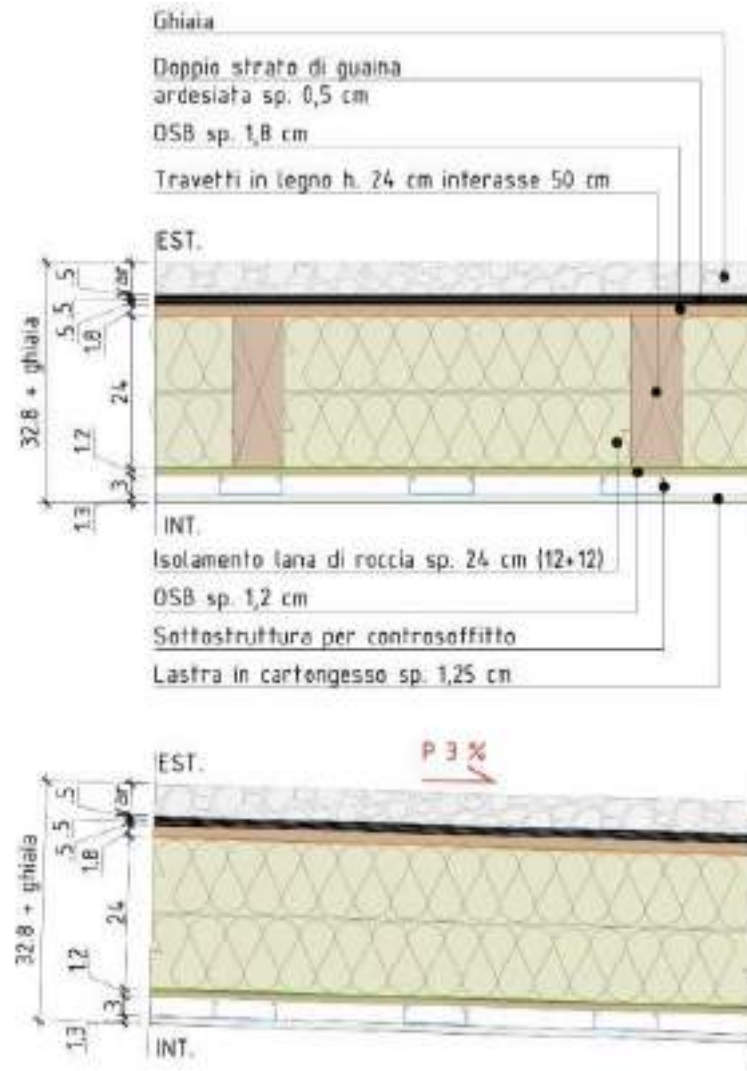 Ghiaia
Doppio strato di guaina
ardesiata sp. 0,5 cm
OSB sp. 1,8 cm
Travetti in legno h. 24 cm interasse 50 cm
EST.
32.8 + ghiaia
.5
var
.5
.5
1.8
24
1.2
3
1.3
INT.
Isolamento lana di roccia sp. 24 cm (12+12)
OSB sp. 1,2 cm
Sottostruttura per controsoffitto
Lastra in cartongesso sp. 1,25 cm
P 3 %
EST.
32.8 + ghiaia
.5
var
.5
.5
1.8
24
1.2
3
1.3
INT.